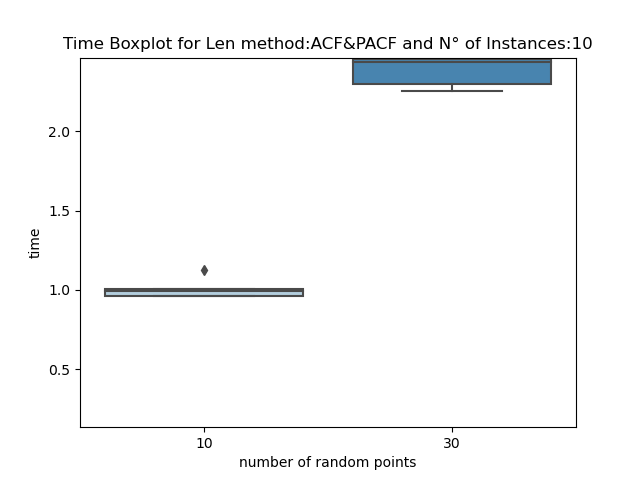 Time Boxplot for Len method:ACF&PACF and N° of Instances:10
2.0
1.5
1.0
0.5
time
10 30
number of random points